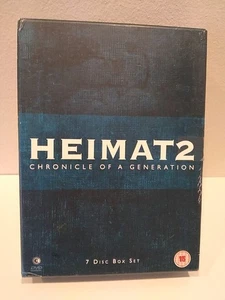 HEIMAT2
CHRONICLE OF A GENERATION
7 Disc Box Set
15